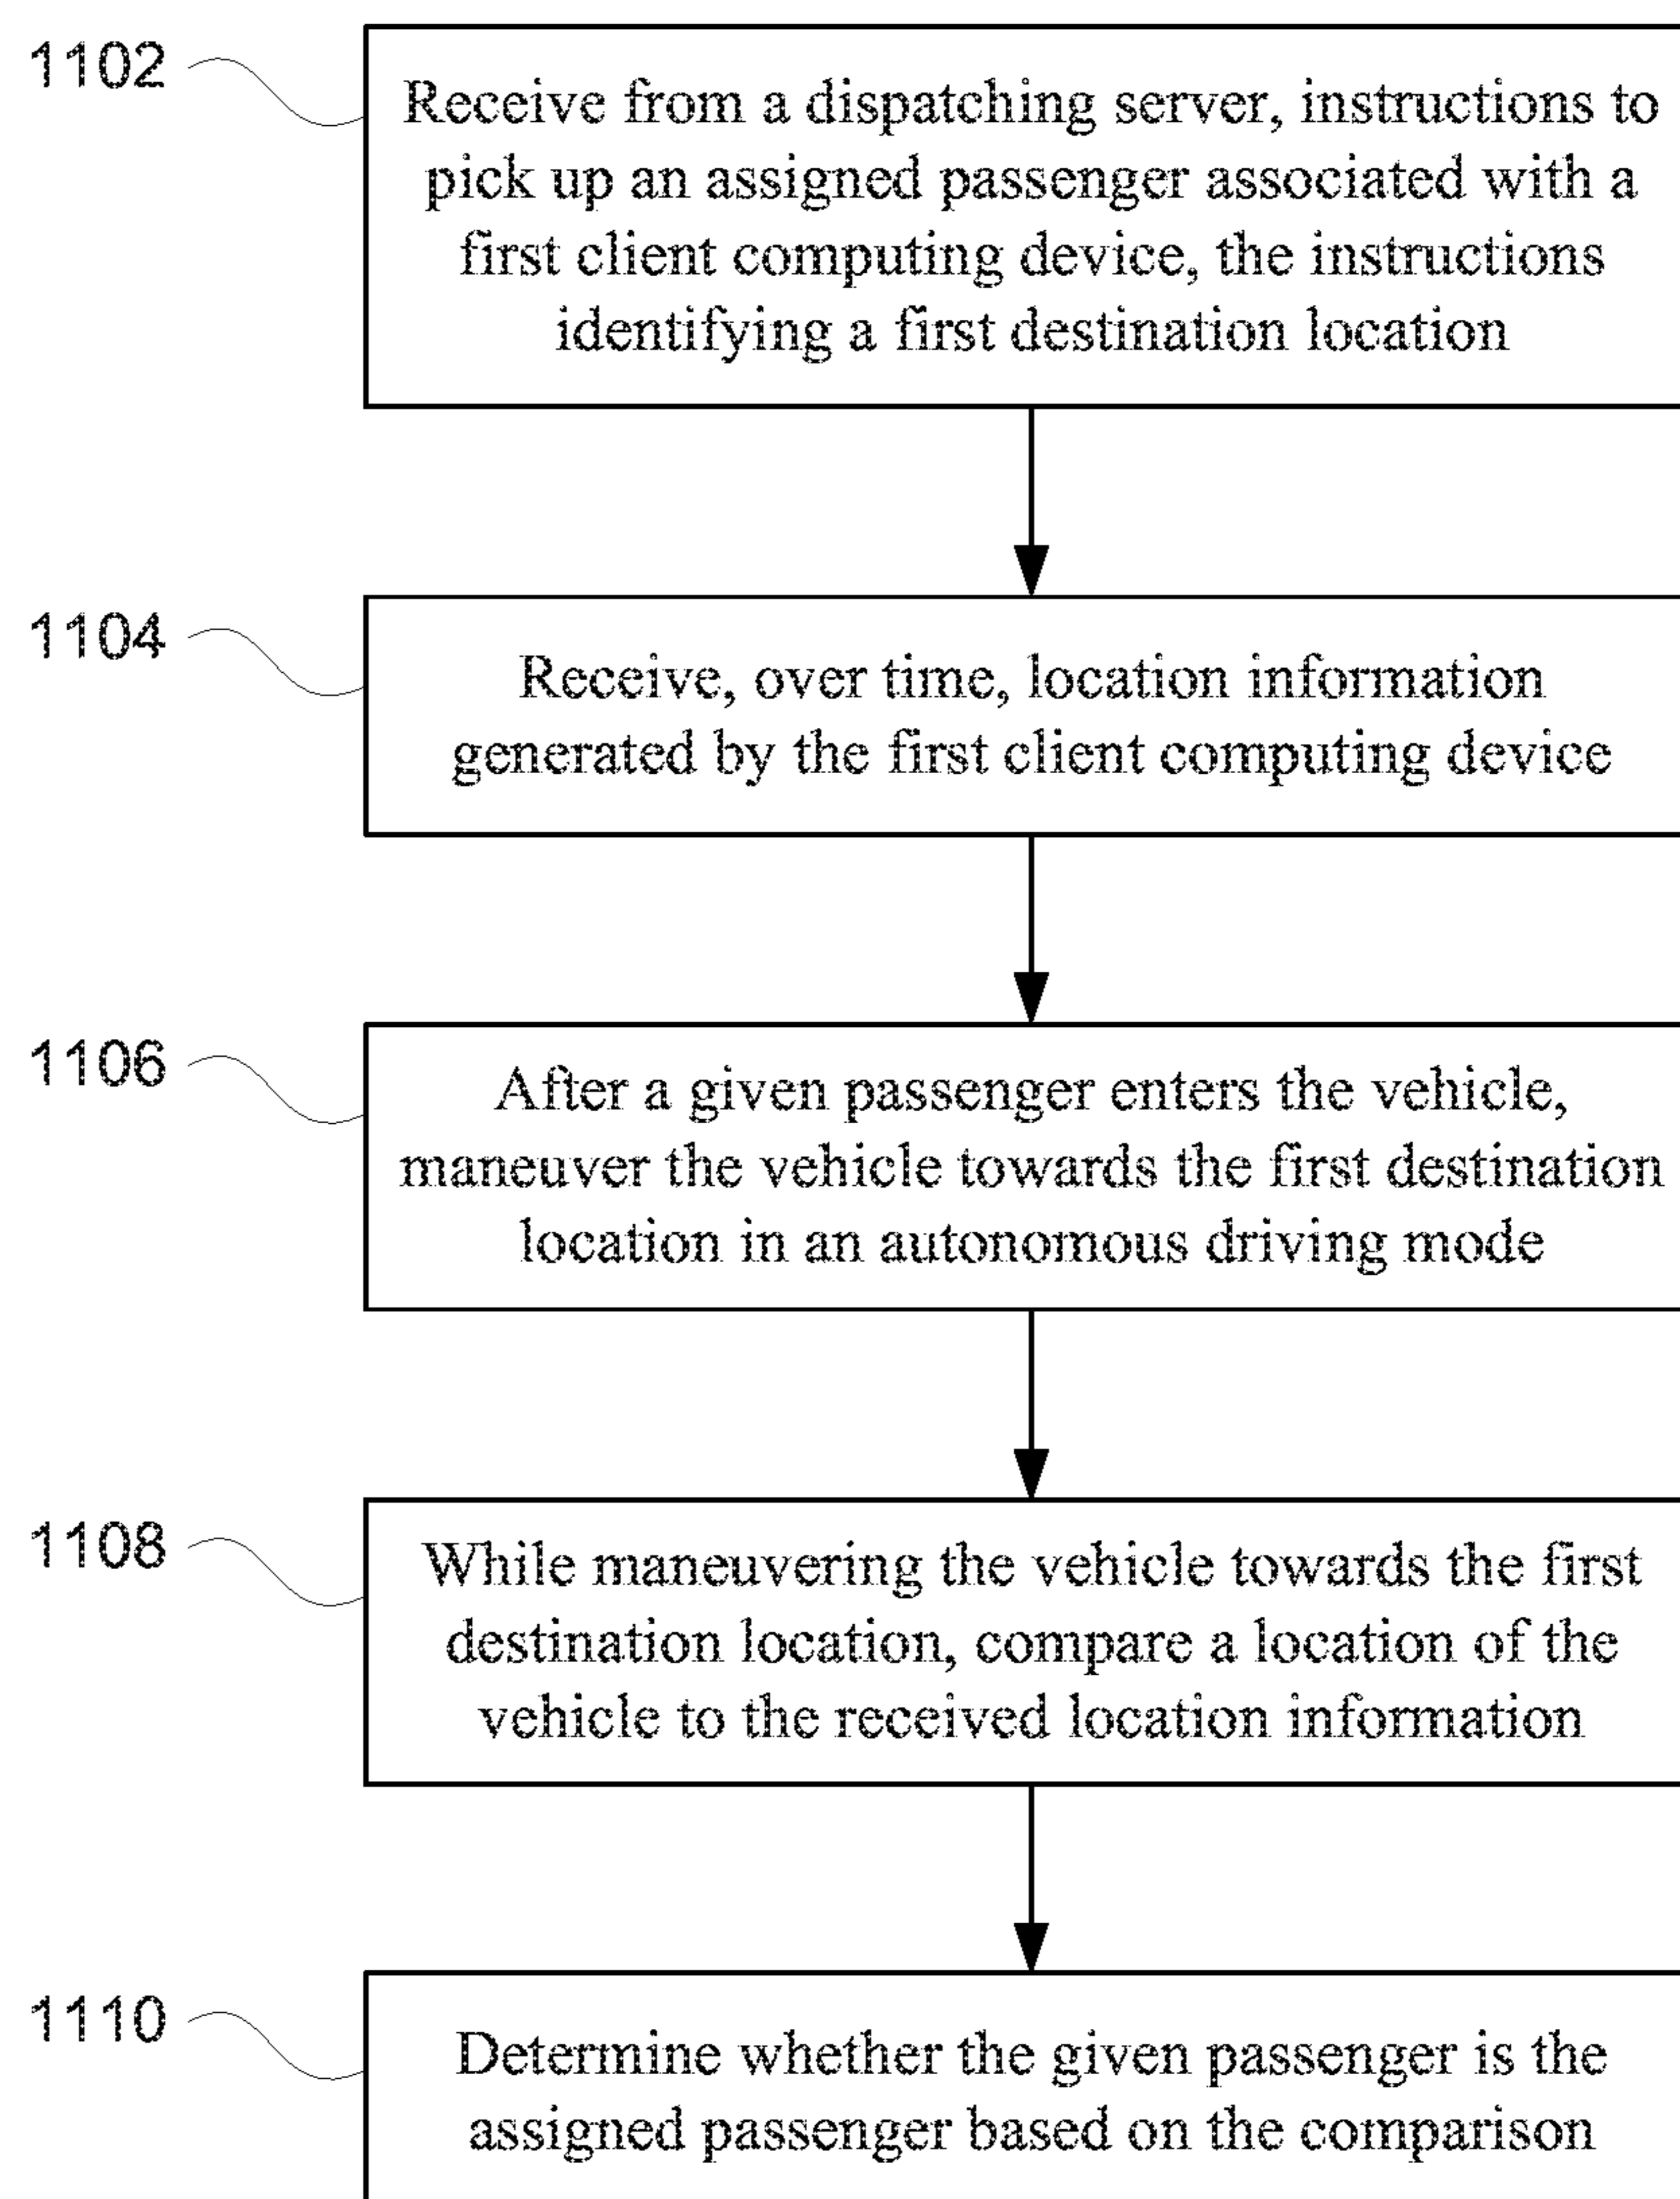 1102
Receive from a dispatching server, instructions to
pick up an assigned passenger associated with a
first client computing device, the instructions
identifying a first destination location
1104
Receive, over time, location information
generated by the first client computing device
1106
After a given passenger enters the vehicle,
maneuver the vehicle towards the first destination
location in an autonomous driving mode
1108
While maneuvering the vehicle towards the first
destination location, compare a location of the
vehicle to the received location information
1110
Determine whether the given passenger is the
assigned passenger based on the comparison